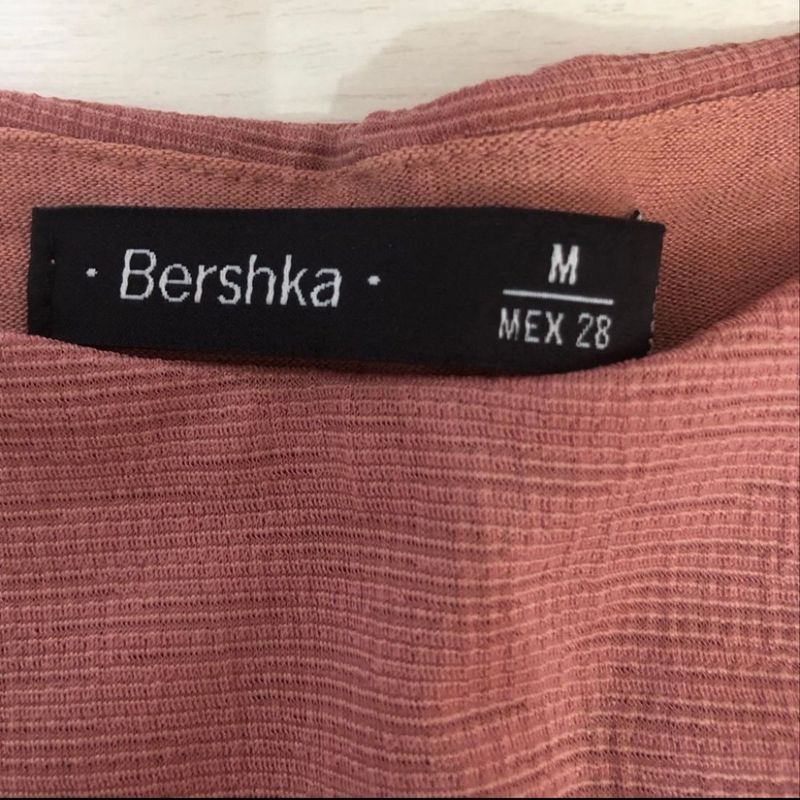 · Bershka ·
M
MEX 28